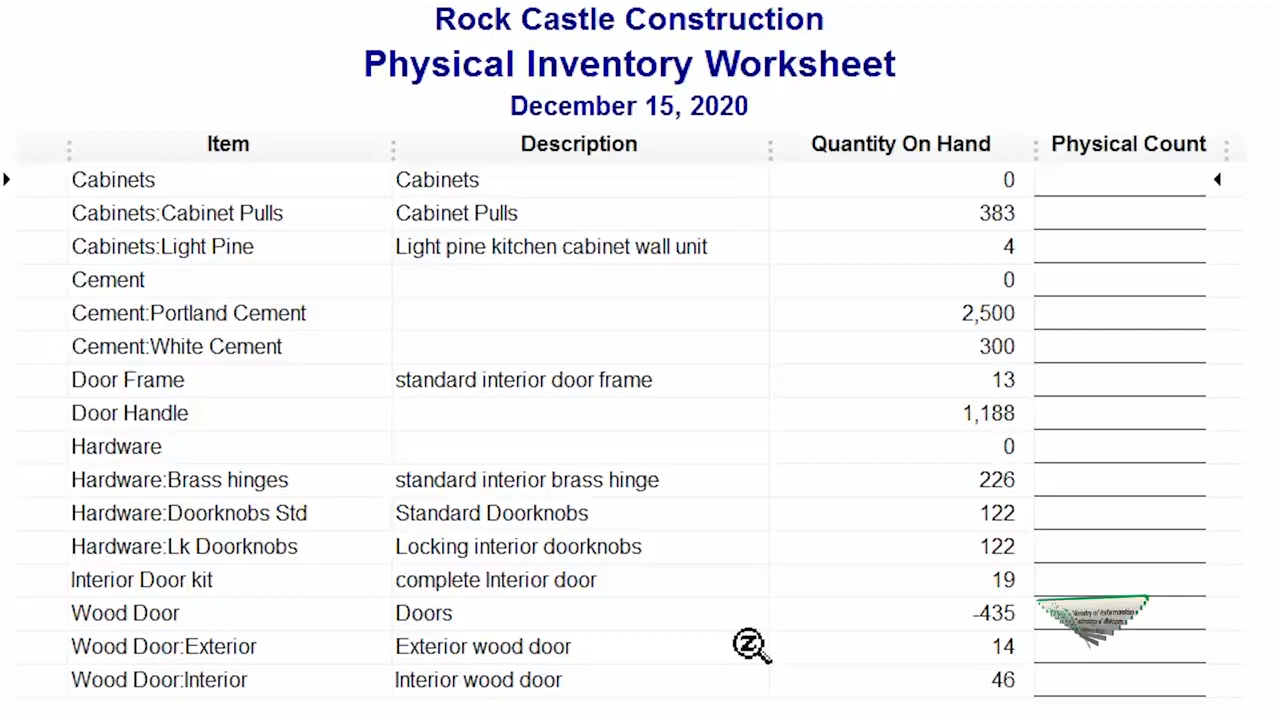 Rock Castle Construction
Physical Inventory Worksheet
December 15, 2020
Item Description Quantity On Hand Physical Count
Cabinets Cabinets 0
Cabinets:Cabinet Pulls Cabinet Pulls 383
Cabinets:Light Pine Light pine kitchen cabinet wall unit 4
Cement 0
Cement:Portland Cement 2,500
Cement:White Cement 300
Door Frame standard interior door frame 13
Door Handle 1,188
Hardware 0
Hardware:Brass hinges standard interior brass hinge 226
Hardware:Doorknobs Std Standard Doorknobs 122
Hardware:Lk Doorknobs Locking interior doorknobs 122
Interior Door kit complete Interior door 19
Wood Door Doors -435
Wood Door:Exterior Exterior wood door 14
Wood Door:Interior Interior wood door 46